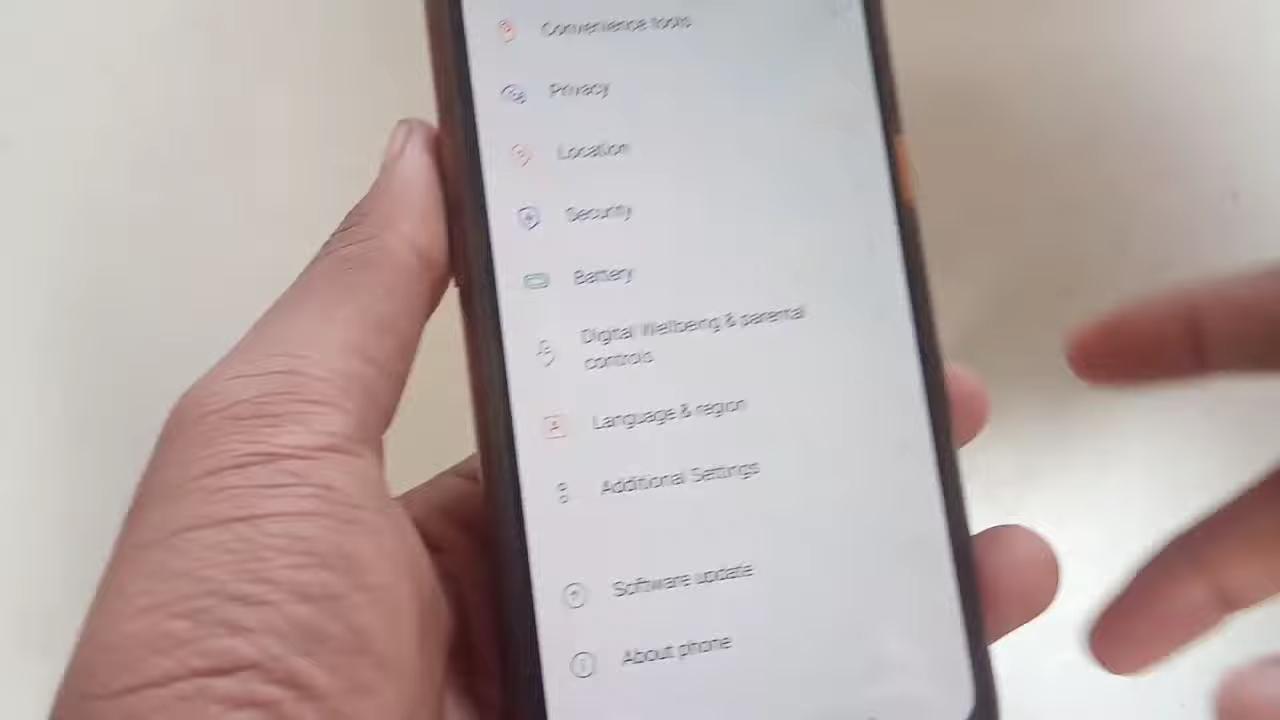 Convenience tools
Privacy
Location
Security
Battery
Digital Wellbeing & parental
controls
Language & region
Additional Settings
Software update
About phone